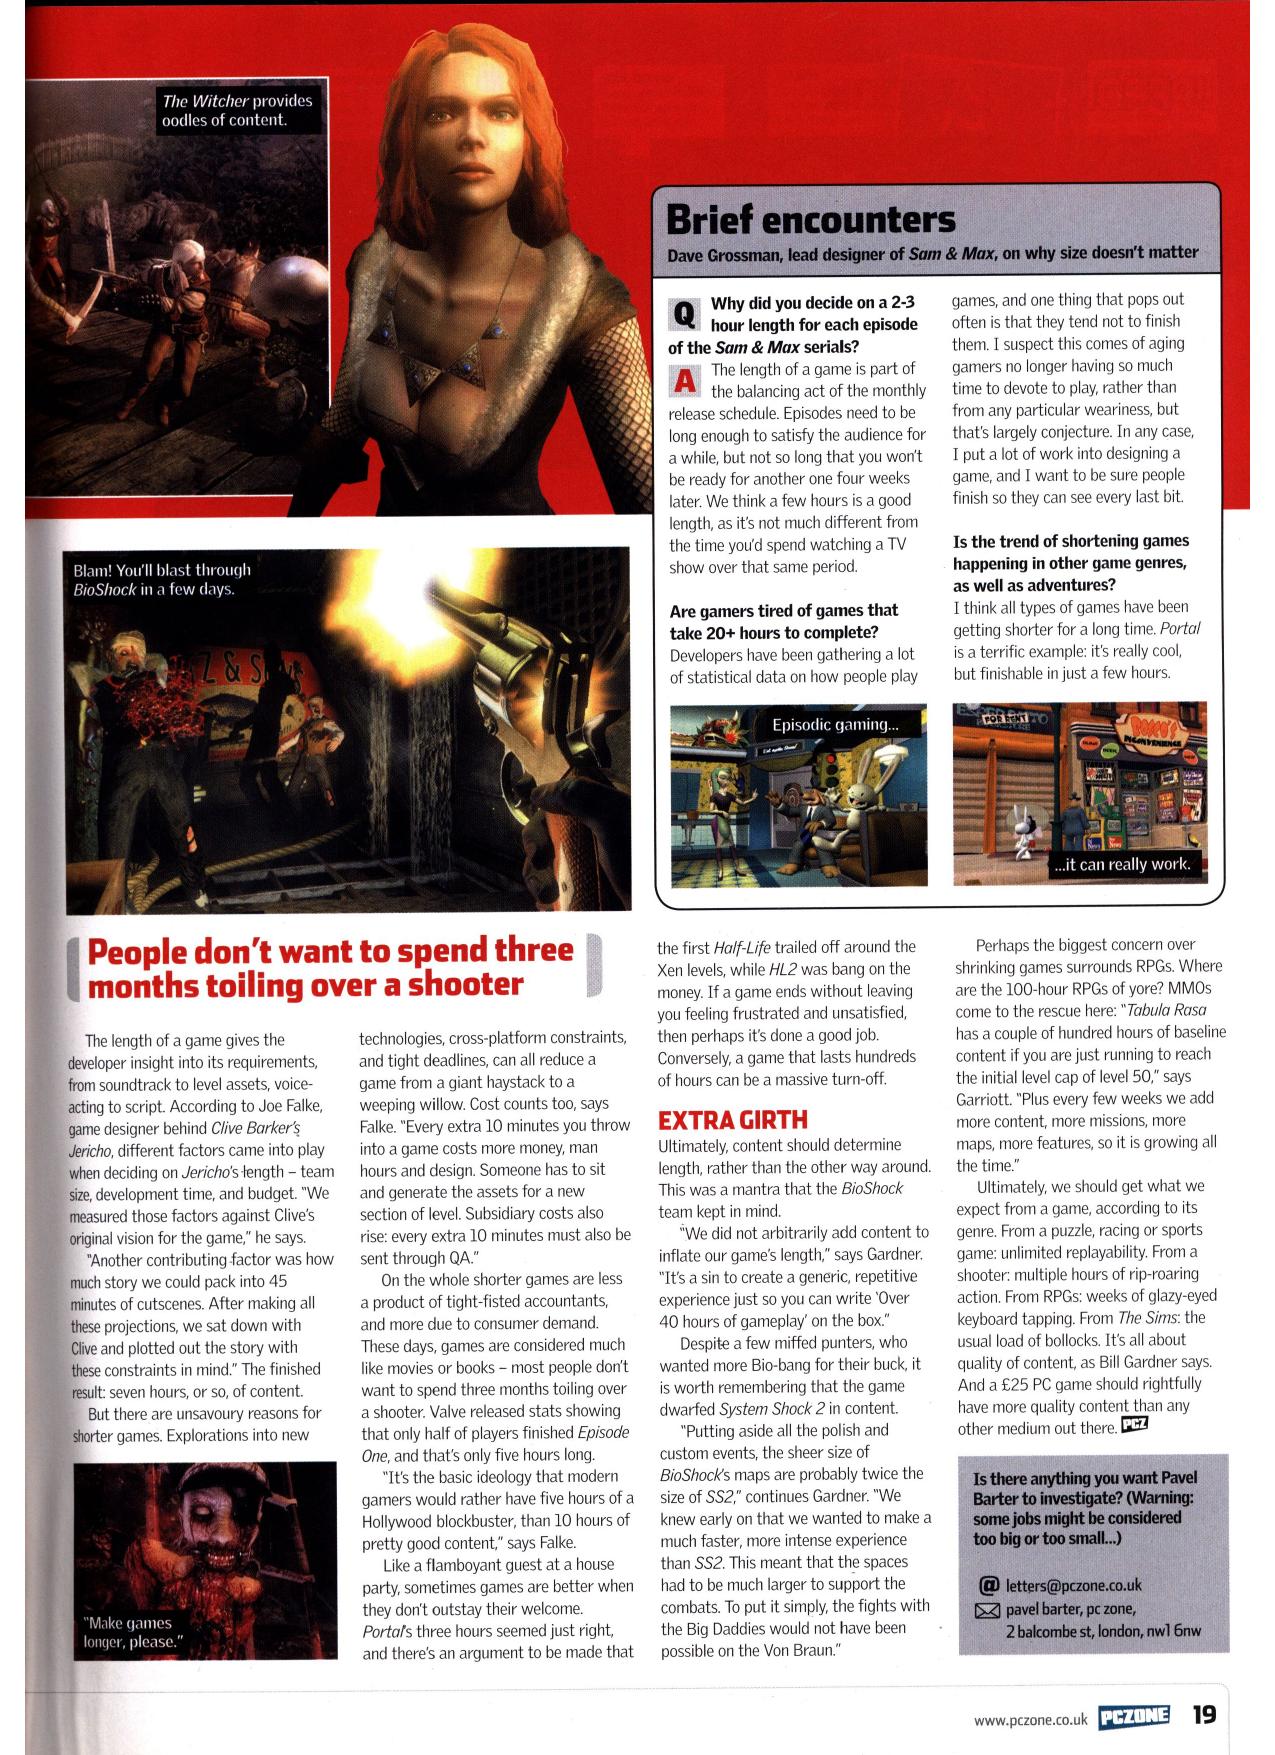 The Witcher provides
oodles of content.
Brief encounters
Dave Grossman, lead designer of Sam & Max, on why size doesn't matter
Q Why did you decide on a 2-3
hour length for each episode
of the Sam & Max serials?
A The length of a game is part of
the balancing act of the monthly
release schedule. Episodes need to be
long enough to satisfy the audience for
a while, but not so long that you won't
be ready for another one four weeks
later. We think a few hours is a good
length, as it's not much different from
the time you'd spend watching a TV
show over that same period.
Are gamers tired of games that
take 20+ hours to complete?
Developers have been gathering a lot
of statistical data on how people play
games, and one thing that pops out
often is that they tend not to finish
them. I suspect this comes of aging
gamers no longer having so much
time to devote to play, rather than
from any particular weariness, but
that's largely conjecture. In any case,
I put a lot of work into designing a
game, and I want to be sure people
finish so they can see every last bit.
Is the trend of shortening games
happening in other game genres,
as well as adventures?
I think all types of games have been
getting shorter for a long time. Portal
is a terrific example: it's really cool,
but finishable in just a few hours.
Episodic gaming...
FOR RENT
BOSCO'S
INCONVENIENCE
...it can really work.
Blam! You'll blast through
BioShock in a few days.
People don't want to spend three
months toiling over a shooter
The length of a game gives the
developer insight into its requirements,
from soundtrack to level assets, voice-
acting to script. According to Joe Falke,
game designer behind Clive Barker's
Jericho, different factors came into play
when deciding on Jericho's length – team
size, development time, and budget. "We
measured those factors against Clive's
original vision for the game," he says.
"Another contributing factor was how
much story we could pack into 45
minutes of cutscenes. After making all
these projections, we sat down with
Clive and plotted out the story with
these constraints in mind." The finished
result: seven hours, or so, of content.
But there are unsavoury reasons for
shorter games. Explorations into new
"Make games
longer, please."
technologies, cross-platform constraints,
and tight deadlines, can all reduce a
game from a giant haystack to a
weeping willow. Cost counts too, says
Falke. "Every extra 10 minutes you throw
into a game costs more money, man
hours and design. Someone has to sit
and generate the assets for a new
section of level. Subsidiary costs also
rise: every extra 10 minutes must also be
sent through QA."
On the whole shorter games are less
a product of tight-fisted accountants,
and more due to consumer demand.
These days, games are considered much
like movies or books – most people don't
want to spend three months toiling over
a shooter. Valve released stats showing
that only half of players finished Episode
One, and that's only five hours long.
"It's the basic ideology that modern
gamers would rather have five hours of a
Hollywood blockbuster, than 10 hours of
pretty good content," says Falke.
Like a flamboyant guest at a house
party, sometimes games are better when
they don't outstay their welcome.
Portal's three hours seemed just right,
and there's an argument to be made that
the first Half-Life trailed off around the
Xen levels, while HL2 was bang on the
money. If a game ends without leaving
you feeling frustrated and unsatisfied,
then perhaps it's done a good job.
Conversely, a game that lasts hundreds
of hours can be a massive turn-off.
EXTRA GIRTH
Ultimately, content should determine
length, rather than the other way around.
This was a mantra that the BioShock
team kept in mind.
"We did not arbitrarily add content to
inflate our game's length," says Gardner.
"It's a sin to create a generic, repetitive
experience just so you can write 'Over
40 hours of gameplay' on the box."
Despite a few miffed punters, who
wanted more Bio-bang for their buck, it
is worth remembering that the game
dwarfed System Shock 2 in content.
"Putting aside all the polish and
custom events, the sheer size of
BioShock's maps are probably twice the
size of SS2," continues Gardner. "We
knew early on that we wanted to make a
much faster, more intense experience
than SS2. This meant that the spaces
had to be much larger to support the
combats. To put it simply, the fights with
the Big Daddies would not have been
possible on the Von Braun."
Perhaps the biggest concern over
shrinking games surrounds RPGs. Where
are the 100-hour RPGs of yore? MMOs
come to the rescue here: "Tabula Rasa
has a couple of hundred hours of baseline
content if you are just running to reach
the initial level cap of level 50," says
Garriott. "Plus every few weeks we add
more content, more missions, more
maps, more features, so it is growing all
the time."
Ultimately, we should get what we
expect from a game, according to its
genre. From a puzzle, racing or sports
game: unlimited replayability. From a
shooter: multiple hours of rip-roaring
action. From RPGs: weeks of glazy-eyed
keyboard tapping. From The Sims: the
usual load of bollocks. It's all about
quality of content, as Bill Gardner says.
And a £25 PC game should rightfully
have more quality content than any
other medium out there. PCZ
Is there anything you want Pavel
Barter to investigate? (Warning:
some jobs might be considered
too big or too small...)
@ letters@pczone.co.uk
pavel barter, pc zone,
2 balcombe st, london, nw1 6nw
www.pczone.co.uk PCZONE 19